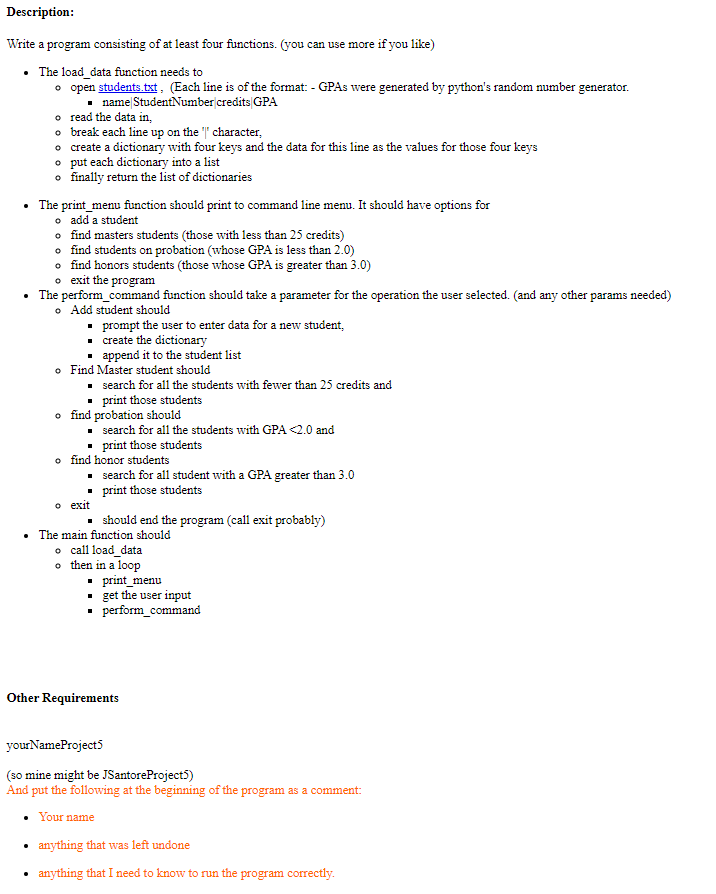 Description:
Write a program consisting of at least four functions. (you can use more if you like)
• The load_data function needs to
◦ open students.txt , (Each line is of the format: - GPAs were generated by python's random number generator.
▪ name|StudentNumber|credits|GPA
◦ read the data in,
◦ break each line up on the '|' character,
◦ create a dictionary with four keys and the data for this line as the values for those four keys
◦ put each dictionary into a list
◦ finally return the list of dictionaries
• The print_menu function should print to command line menu. It should have options for
◦ add a student
◦ find masters students (those with less than 25 credits)
◦ find students on probation (whose GPA is less than 2.0)
◦ find honors students (those whose GPA is greater than 3.0)
◦ exit the program
• The perform_command function should take a parameter for the operation the user selected. (and any other params needed)
◦ Add student should
▪ prompt the user to enter data for a new student,
▪ create the dictionary
▪ append it to the student list
◦ Find Master student should
▪ search for all the students with fewer than 25 credits and
▪ print those students
◦ find probation should
▪ search for all the students with GPA <2.0 and
▪ print those students
◦ find honor students
▪ search for all student with a GPA greater than 3.0
▪ print those students
◦ exit
▪ should end the program (call exit probably)
• The main function should
◦ call load_data
◦ then in a loop
▪ print_menu
▪ get the user input
▪ perform_command
Other Requirements
yourNameProject5
(so mine might be JSantoreProject5)
And put the following at the beginning of the program as a comment:
• Your name
• anything that was left undone
• anything that I need to know to run the program correctly.